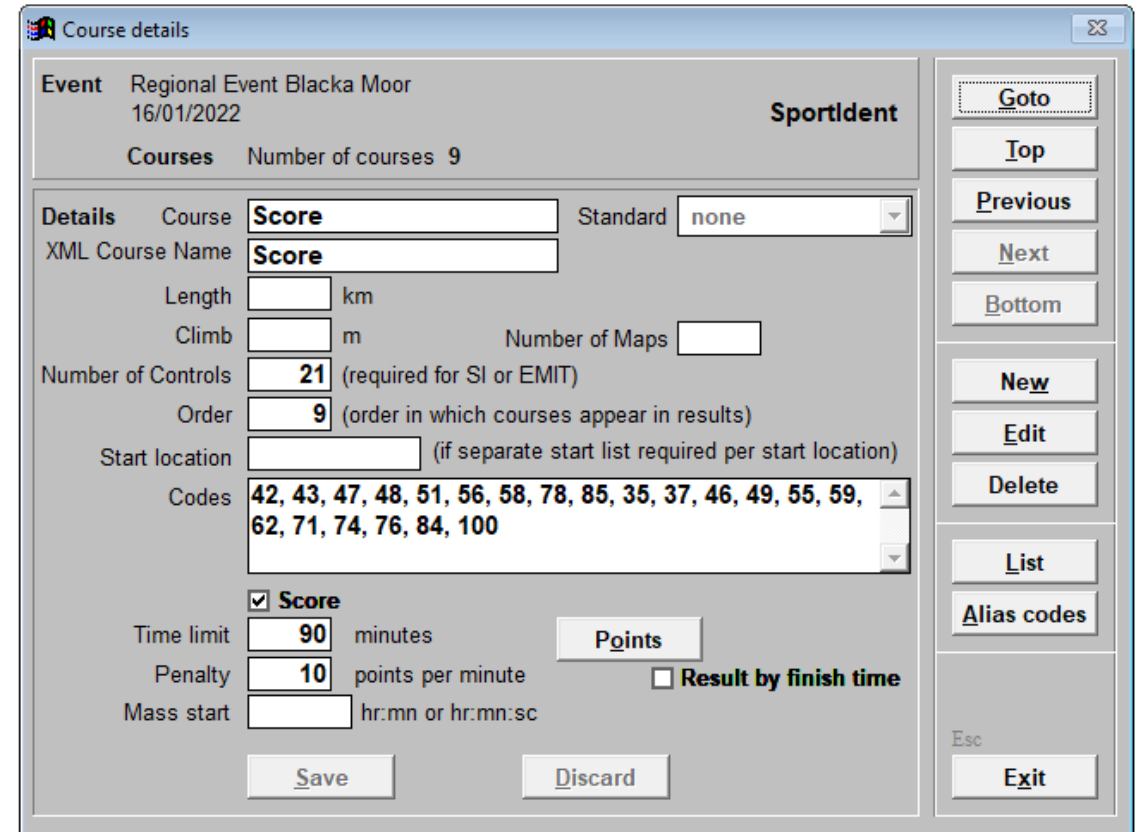 Course details
Event Regional Event Blacka Moor
16/01/2022
SportIdent
Courses Number of courses 9
Details Course Score Standard none
XML Course Name Score
Length km
Climb m Number of Maps
Number of Controls 21 (required for SI or EMIT)
Order 9 (order in which courses appear in results)
Start location (if separate start list required per start location)
Codes 42, 43, 47, 48, 51, 56, 58, 78, 85, 35, 37, 46, 49, 55, 59,
62, 71, 74, 76, 84, 100
Score
Time limit 90 minutes Points
Penalty 10 points per minute Result by finish time
Mass start hr:mn or hr:mn:sc
Save Discard
Goto
Top
Previous
Next
Bottom
New
Edit
Delete
List
Alias codes
Esc
Exit